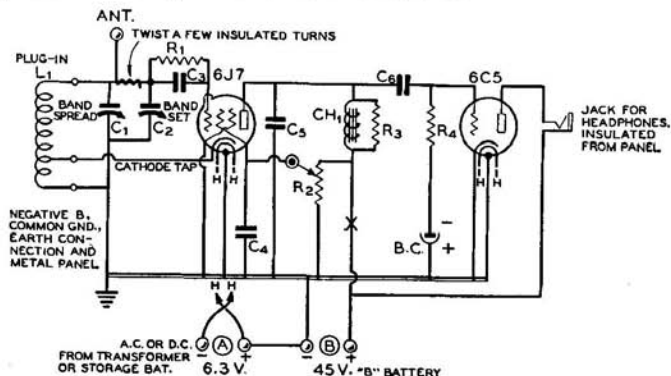 ANT.
TWIST A FEW INSULATED TURNS
PLUG-IN
L1
R1
C3
6J7
C6
6C5
BAND
SPREAD
C1
BAND
SET
C2
C5
CH1
R3
R4
JACK FOR
HEADPHONES,
INSULATED
FROM PANEL
CATHODE TAP
H H
R2
H H
NEGATIVE B,
COMMON GND.,
EARTH CON-
NECTION AND
METAL PANEL
C4
B.C.
-
+
H H
A.C. OR D.C.
FROM TRANSFORMER
OR STORAGE BAT.
- A +
6.3 V.
- B +
45 V. "B" BATTERY